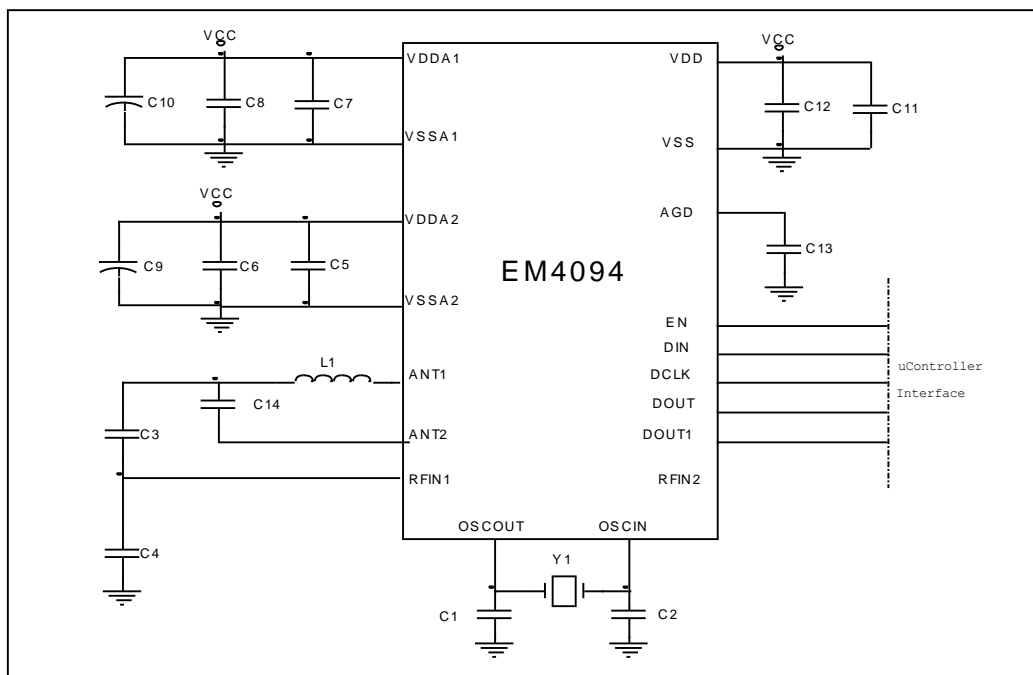 VCC
VCC
VDDA1
VDD
C10
C8
C7
C12
C11
VSSA1
VSS
VCC
VDDA2
AGD
C9
C6
C5
C13
EM4094
VSSA2
EN
DIN
L1
ANT1
DCLK
uController
Interface
C14
DOUT
C3
ANT2
DOUT1
RFIN1
RFIN2
OSCOUT
OSCIN
C4
Y1
C1
C2